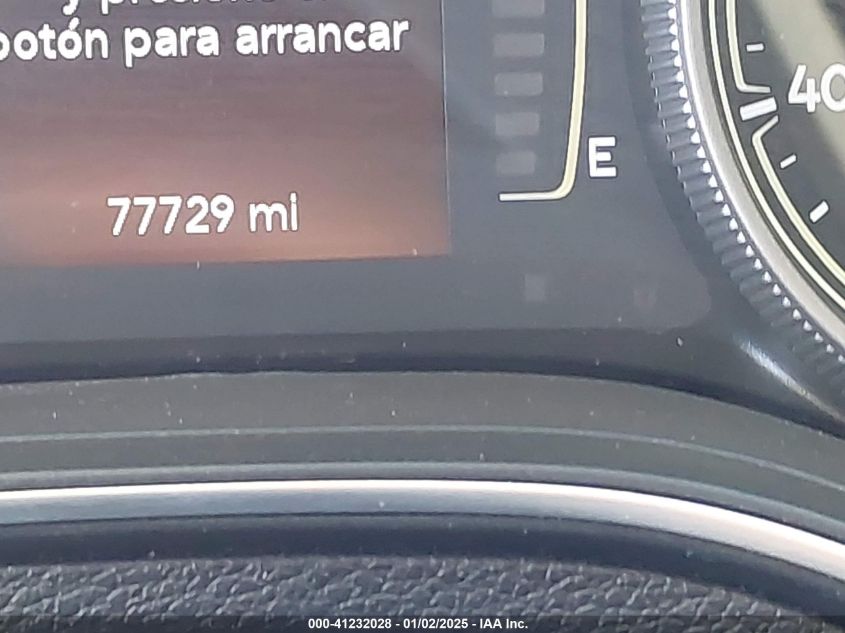 botón para arrancar
E
40
77729 mi
000-41232028 - 01/02/2025 - IAA Inc.